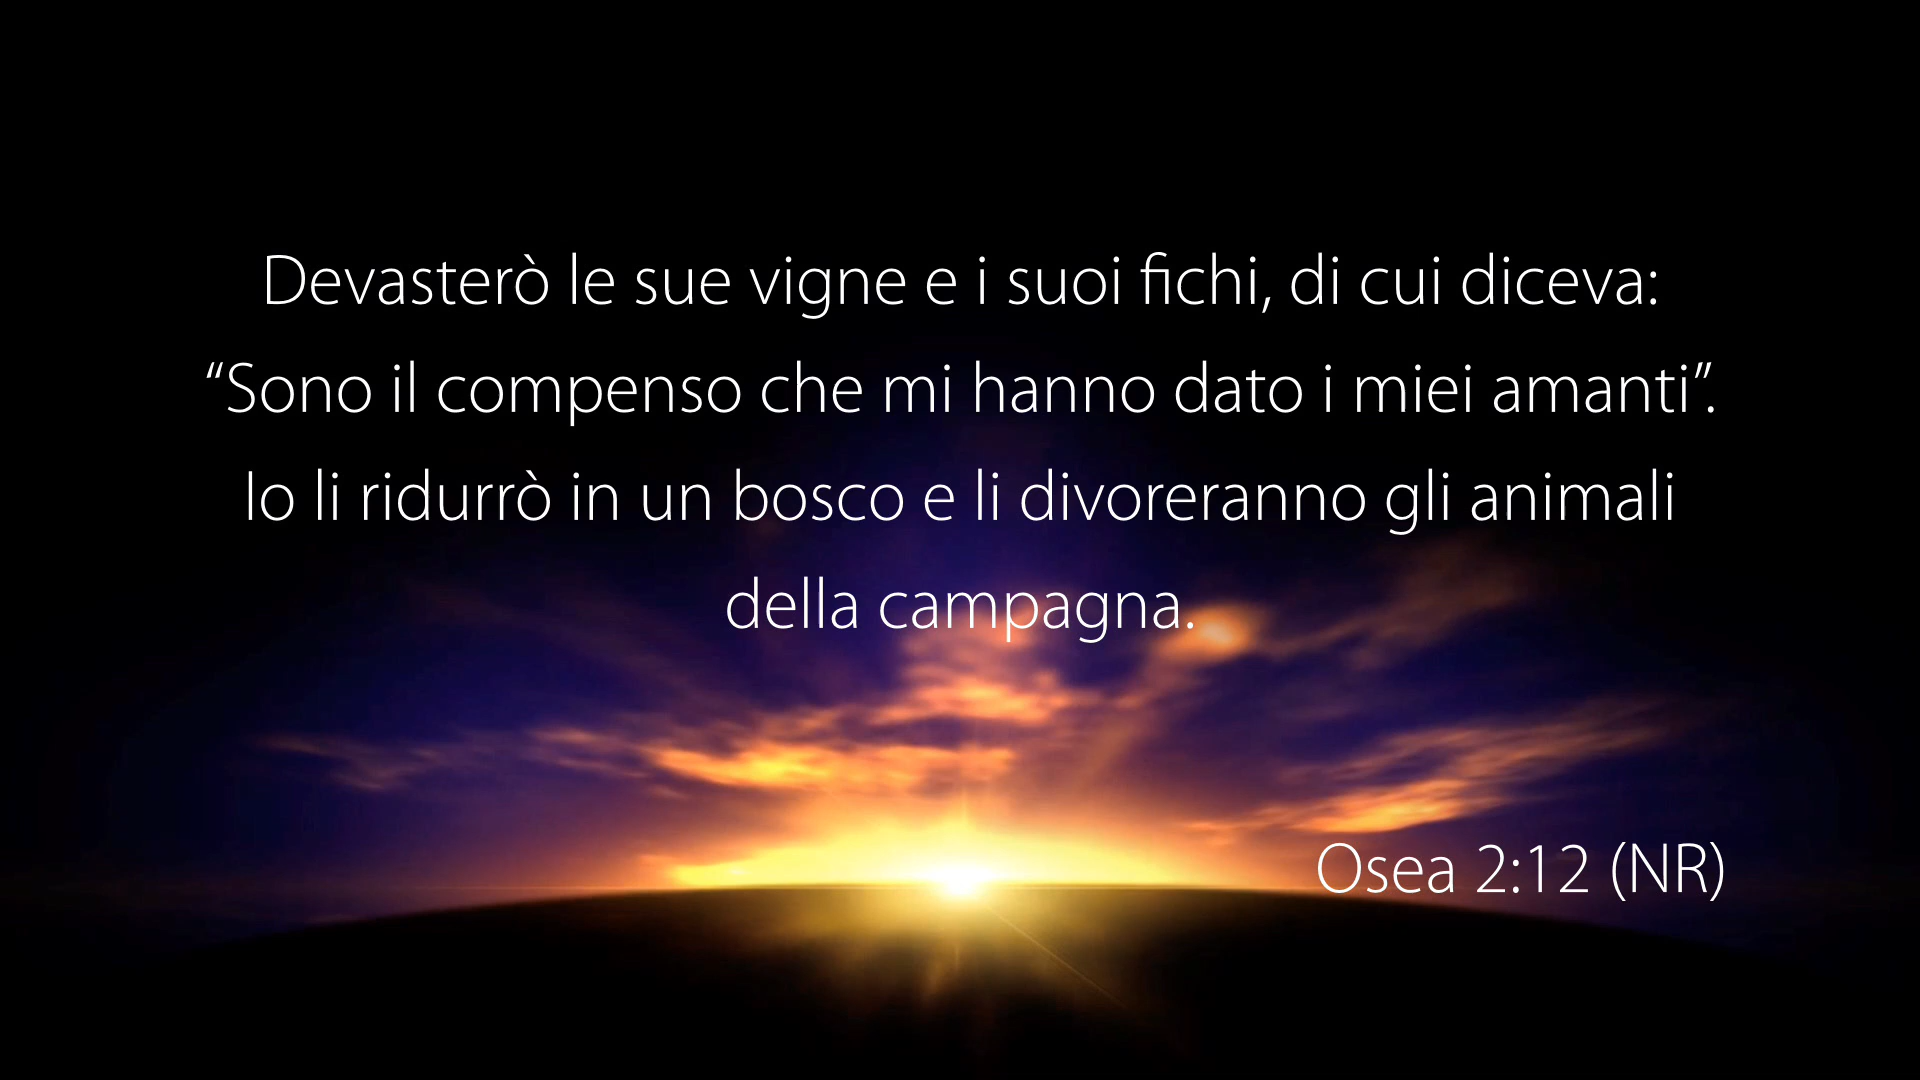 Devasterò le sue vigne e i suoi fichi, di cui diceva:
“Sono il compenso che mi hanno dato i miei amanti”.
Io li ridurrò in un bosco e li divoreranno gli animali
della campagna.
Osea 2:12 (NR)